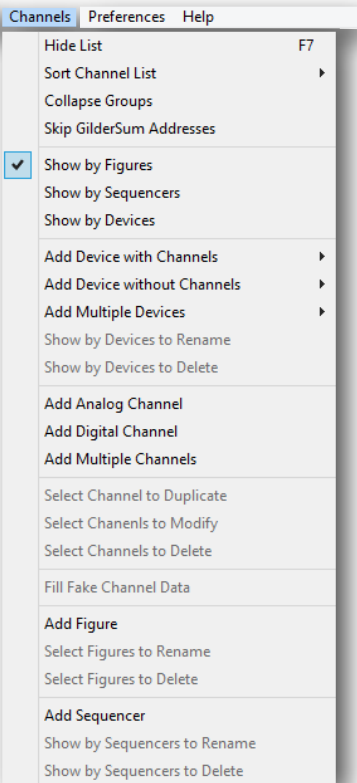 Channels Preferences Help
Hide List F7
Sort Channel List
Collapse Groups
Skip GilderSum Addresses
Show by Figures
Show by Sequencers
Show by Devices
Add Device with Channels
Add Device without Channels
Add Multiple Devices
Show by Devices to Rename
Show by Devices to Delete
Add Analog Channel
Add Digital Channel
Add Multiple Channels
Select Channel to Duplicate
Select Chanenls to Modify
Select Channels to Delete
Fill Fake Channel Data
Add Figure
Select Figures to Rename
Select Figures to Delete
Add Sequencer
Show by Sequencers to Rename
Show by Sequencers to Delete